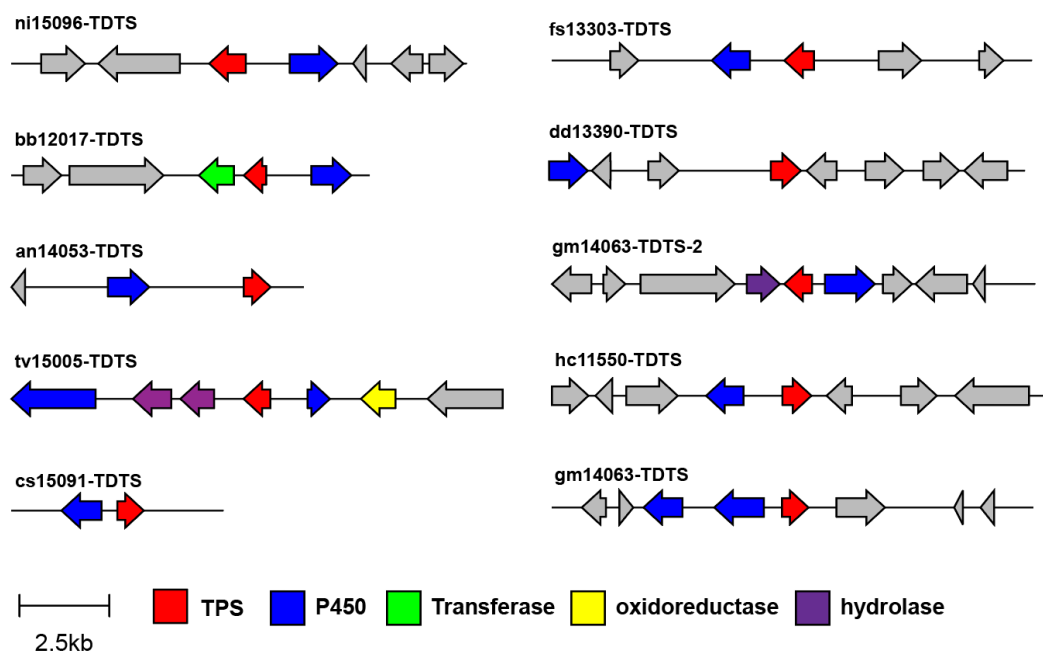 ni15096-TDTS
bb12017-TDTS
an14053-TDTS
tv15005-TDTS
cs15091-TDTS
fs13303-TDTS
dd13390-TDTS
gm14063-TDTS-2
hc11550-TDTS
gm14063-TDTS
2.5kb
TPS
P450
Transferase
oxidoreductase
hydrolase